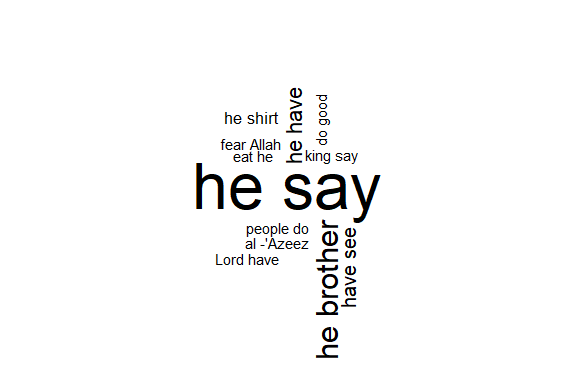 he have
do good
he shirt
fear Allah
eat he
king say
he say
people do
al -'Azeez
Lord have
he brother
have see